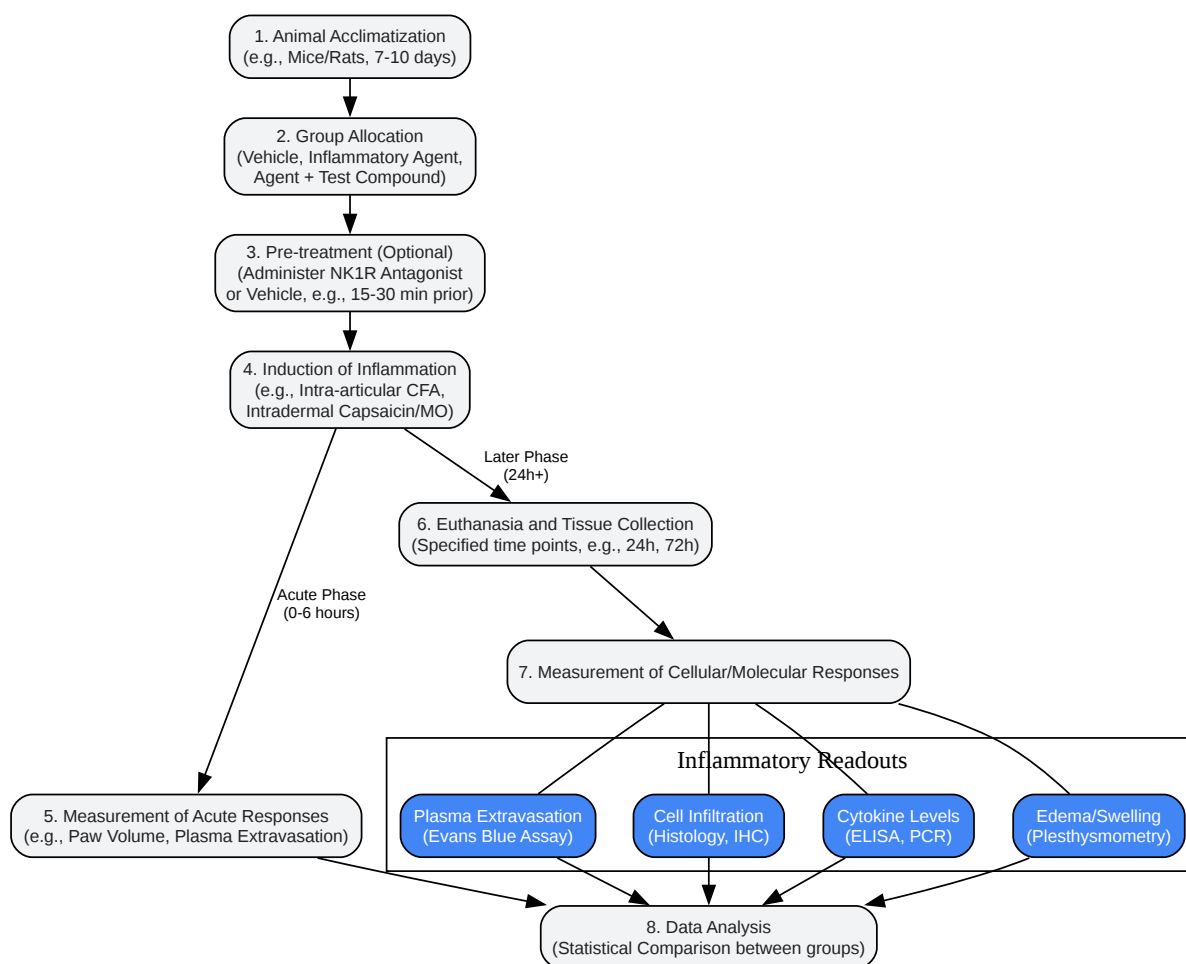 1. Animal Acclimatization
(e.g., Mice/Rats, 7-10 days)
2. Group Allocation
(Vehicle, Inflammatory Agent,
Agent + Test Compound)
3. Pre-treatment (Optional)
(Administer NK1R Antagonist
or Vehicle, e.g., 15-30 min prior)
4. Induction of Inflammation
(e.g., Intra-articular CFA,
Intradermal Capsaicin/MO)
Later Phase
(24h+)
6. Euthanasia and Tissue Collection
(Specified time points, e.g., 24h, 72h)
Acute Phase
(0-6 hours)
7. Measurement of Cellular/Molecular Responses
Inflammatory Readouts
5. Measurement of Acute Responses
(e.g., Paw Volume, Plasma Extravasation)
Plasma Extravasation
(Evans Blue Assay)
Cell Infiltration
(Histology, IHC)
Cytokine Levels
(ELISA, PCR)
Edema/Swelling
(Plesthysmometry)
8. Data Analysis
(Statistical Comparison between groups)